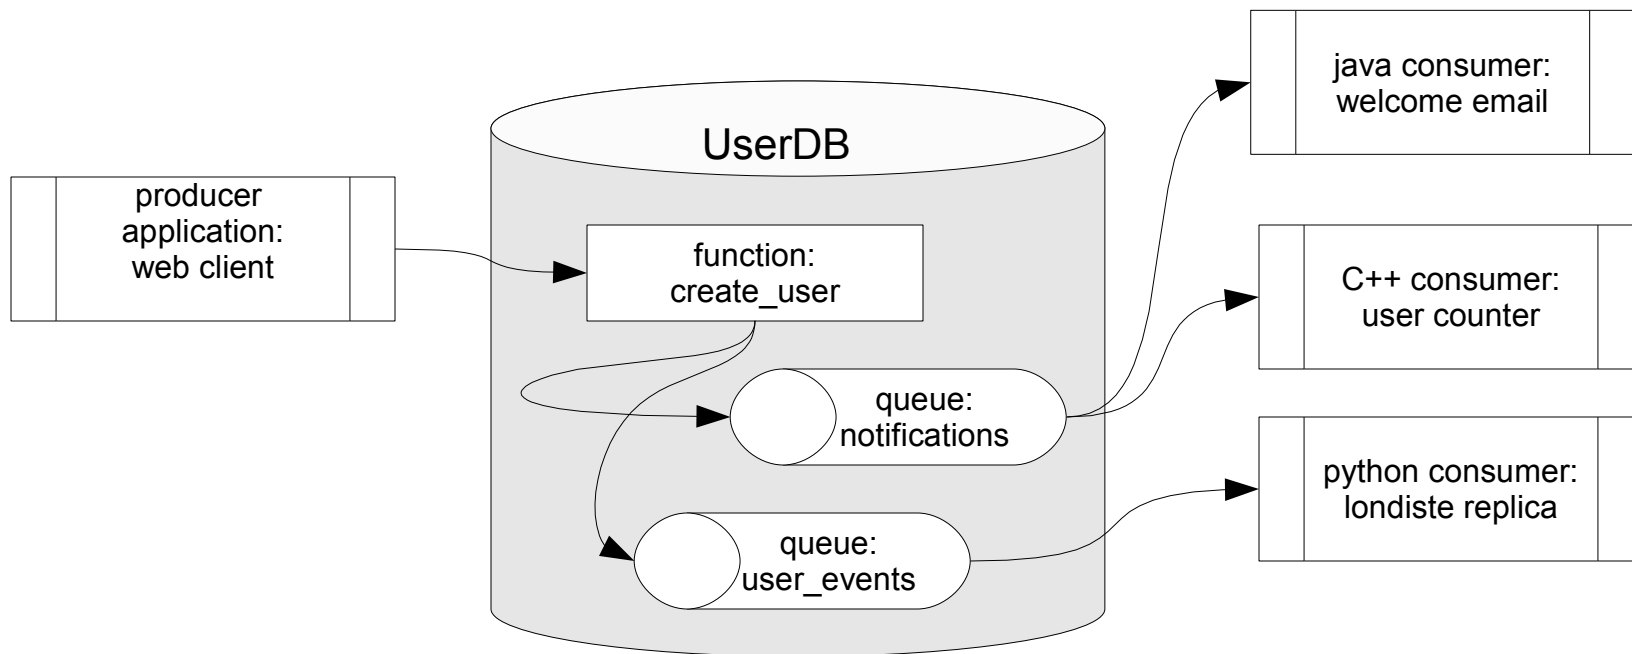 UserDB
producer
application:
web client
function:
create_user
queue:
notifications
queue:
user_events
java consumer:
welcome email
C++ consumer:
user counter
python consumer:
londiste replica